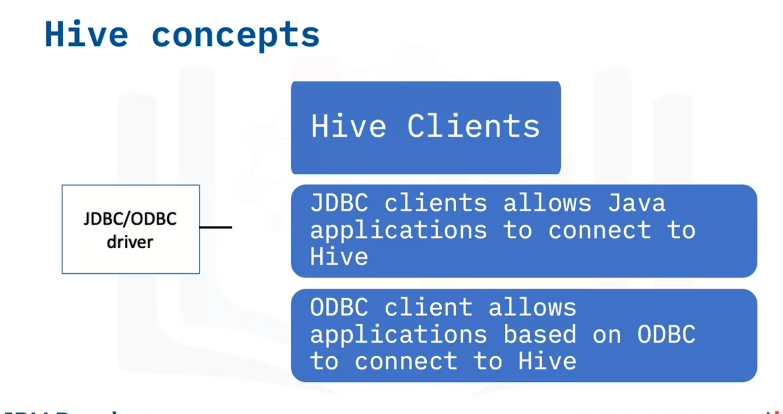 Hive concepts
Hive Clients
JDBC/ODBC
driver
JDBC clients allows Java
applications to connect to
Hive
ODBC client allows
applications based on ODBC
to connect to Hive